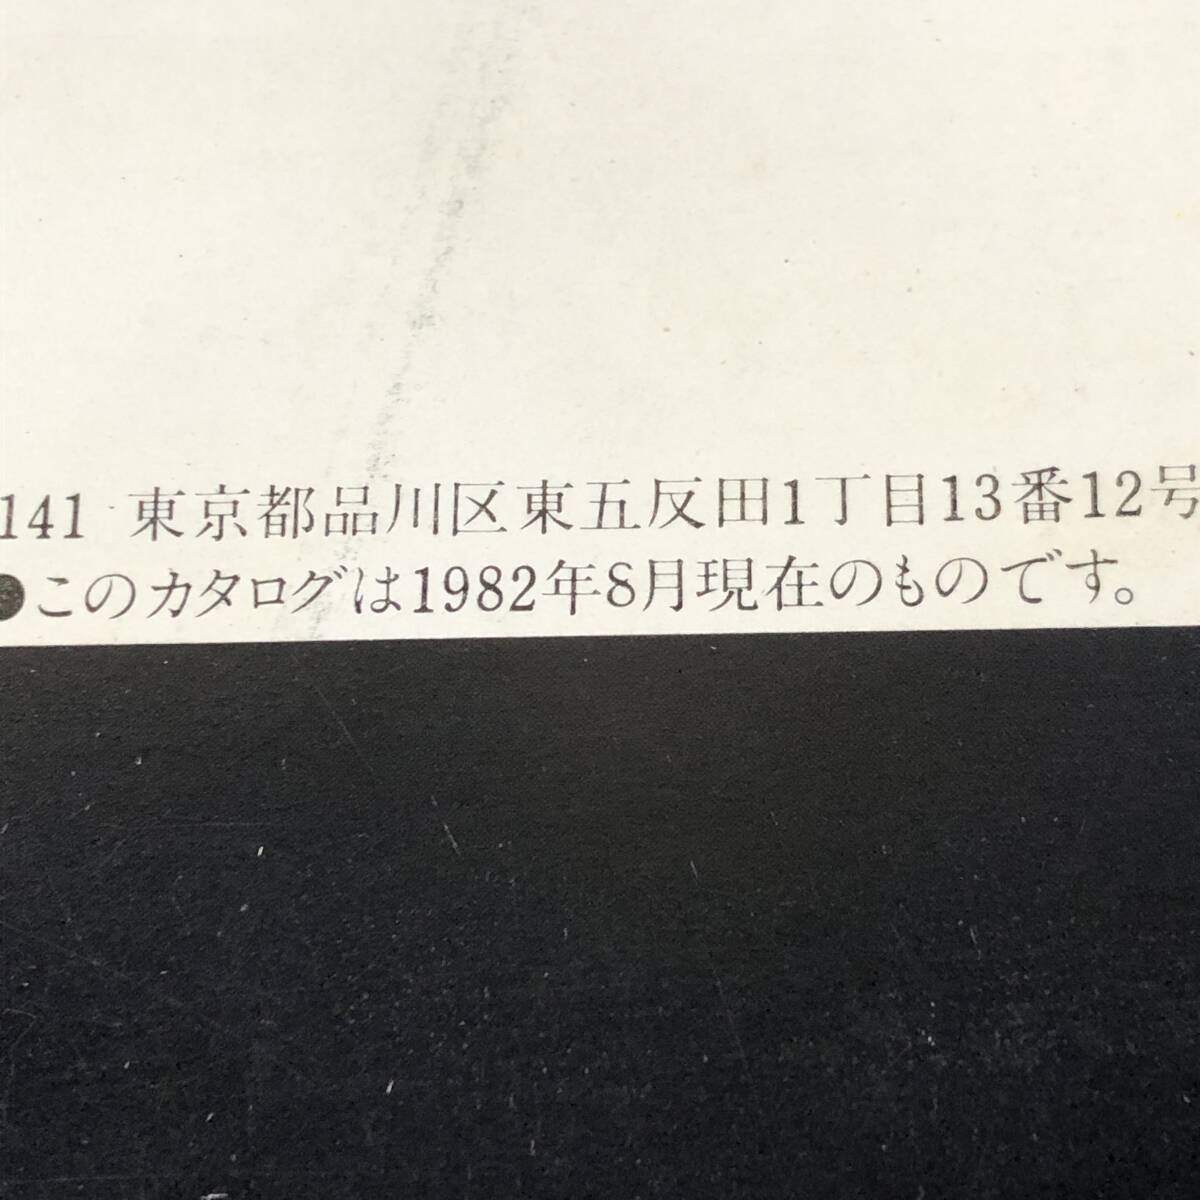 141 東京都品川区東五反田1丁目13番12号
●このカタログは1982年8月現在のものです。